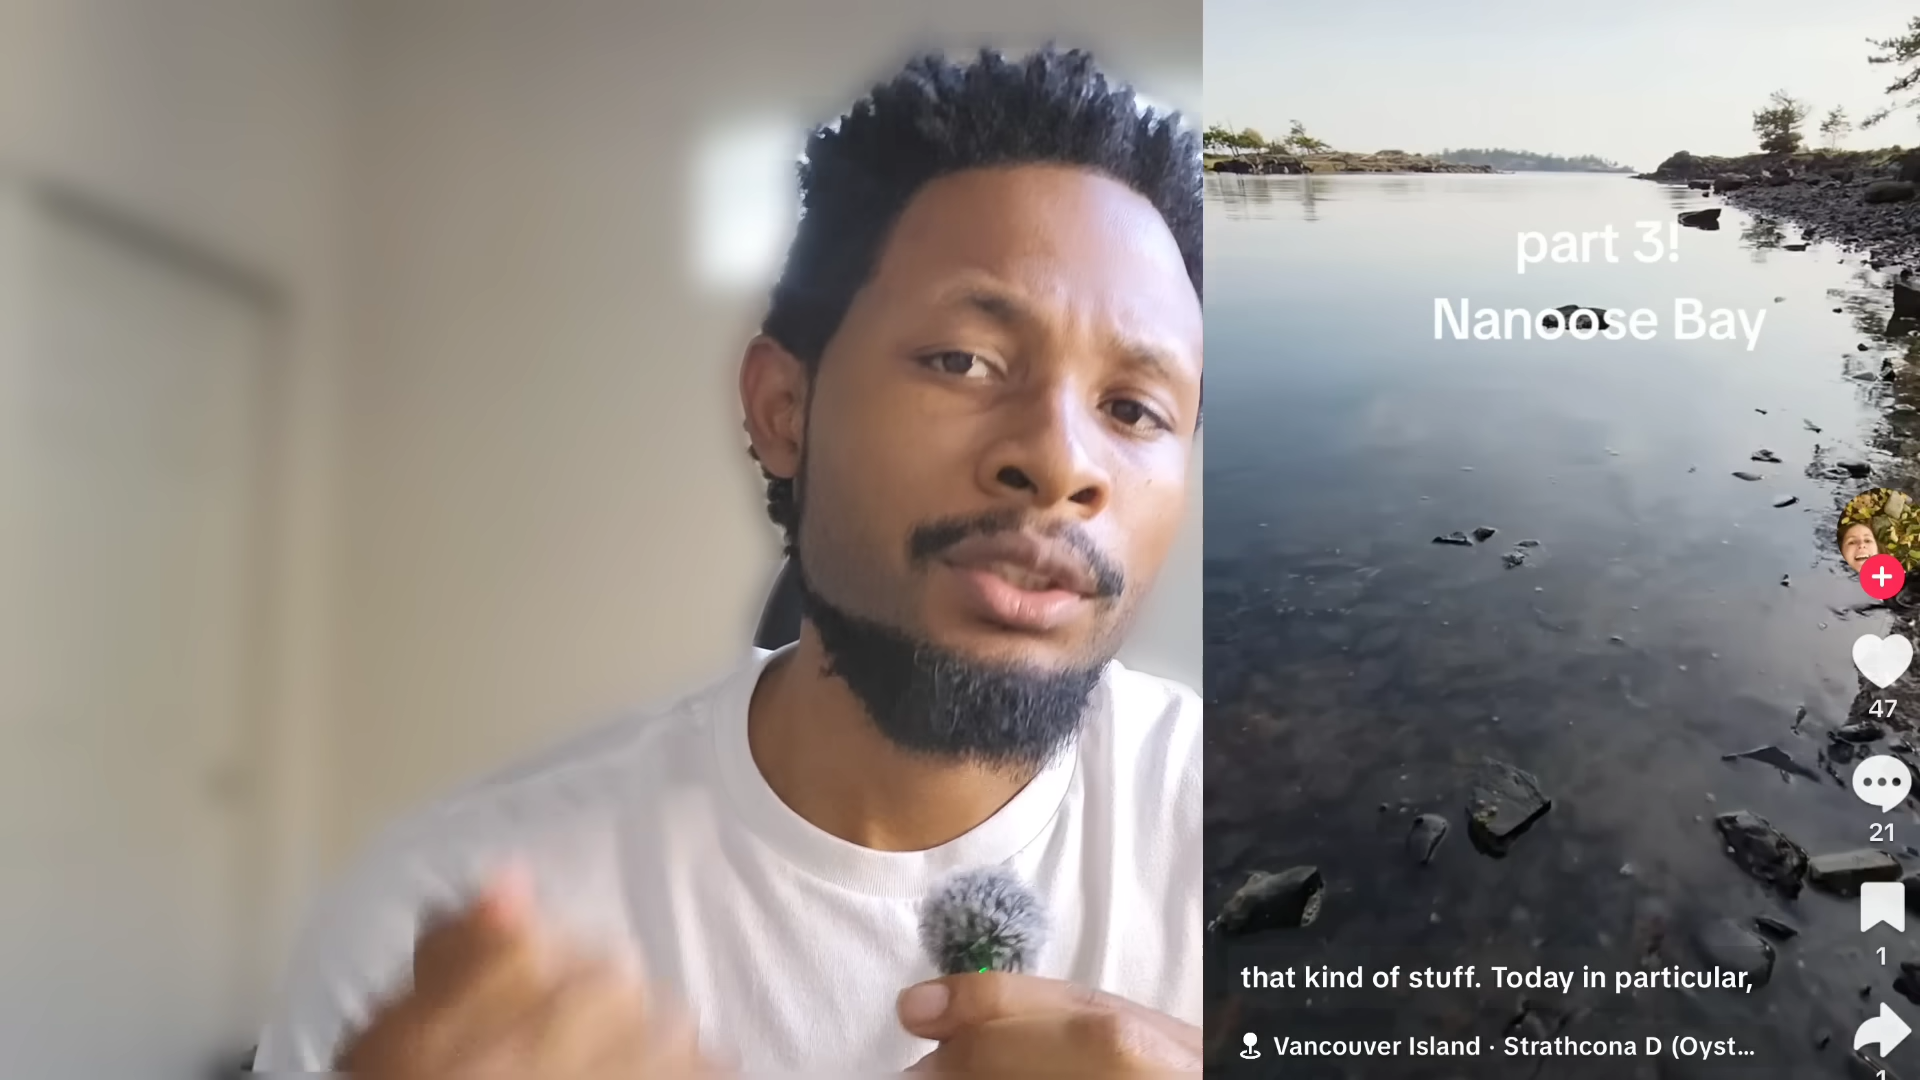 part 3!
Nanoose Bay
47
21
1
that kind of stuff. Today in particular,
Vancouver Island · Strathcona D (Oyst...